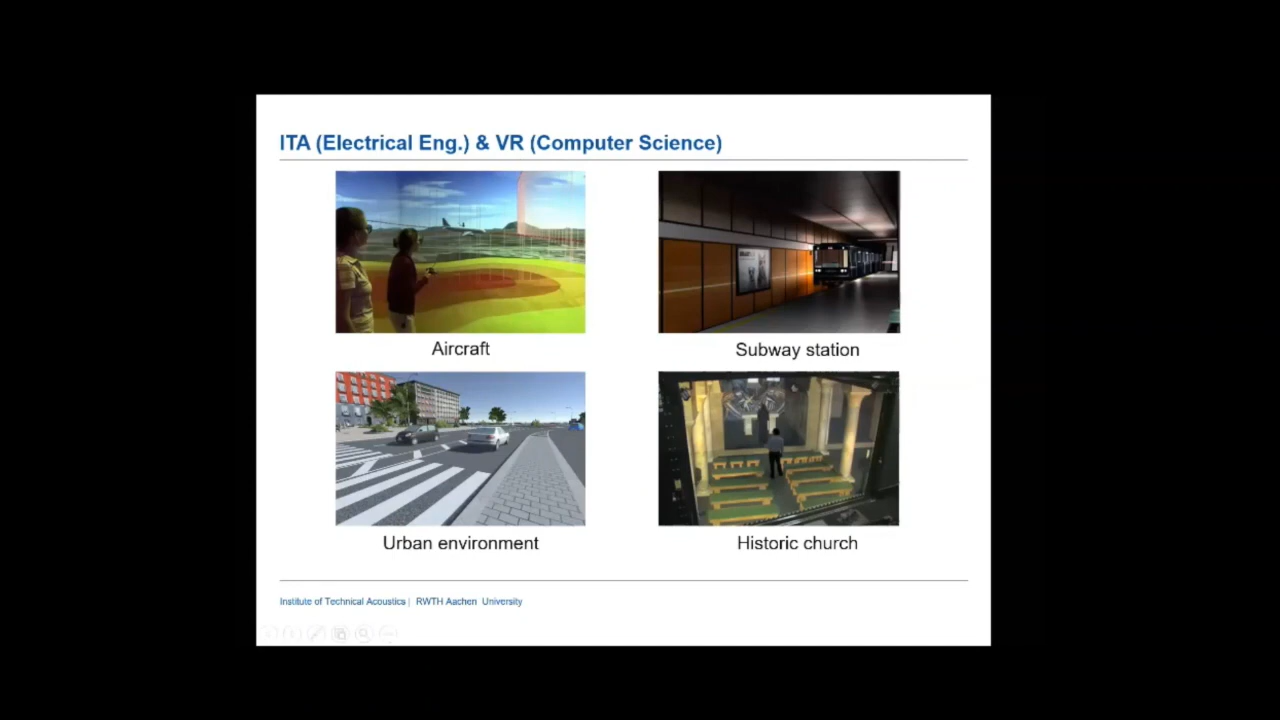 ITA (Electrical Eng.) & VR (Computer Science)
Aircraft
Subway station
Urban environment
Historic church
Institute of Technical Acoustics | RWTH Aachen University